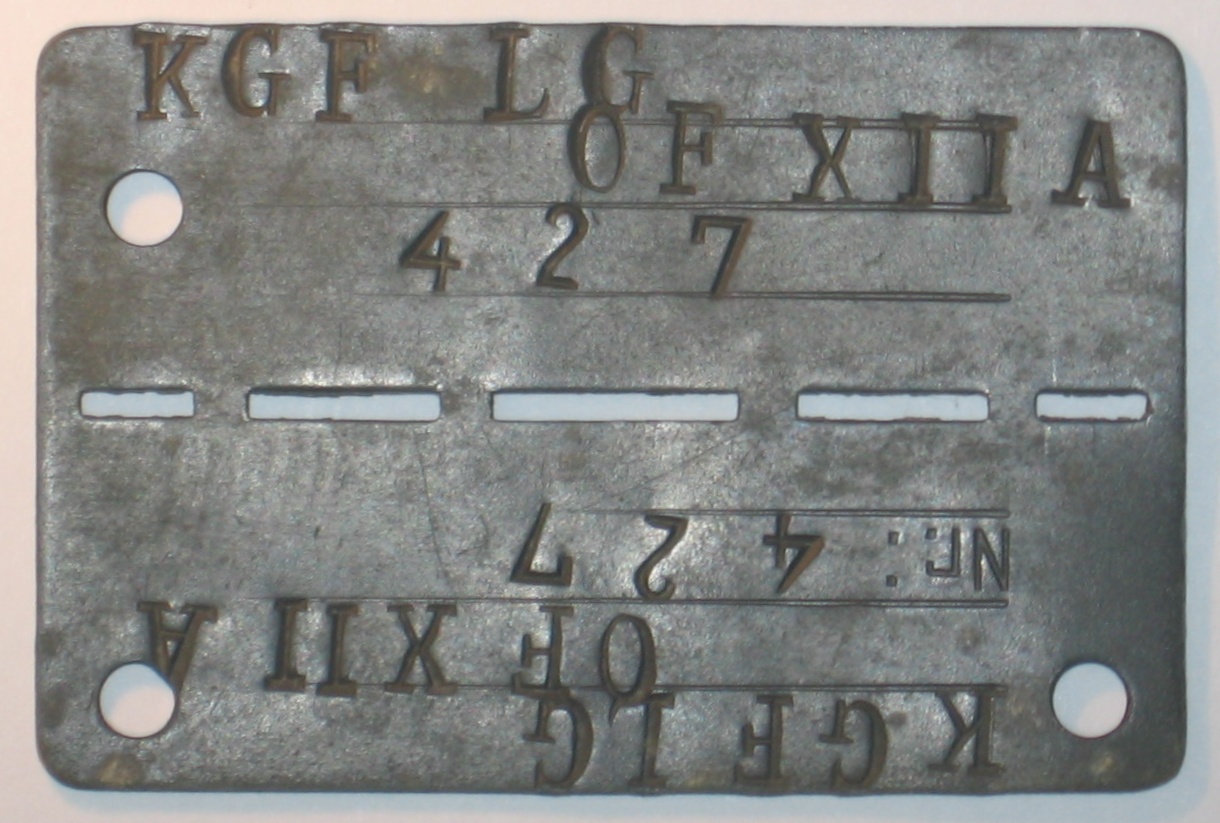 KGF LG
OF XII A
427
Nr.: 427
OF XII A
KGF LG